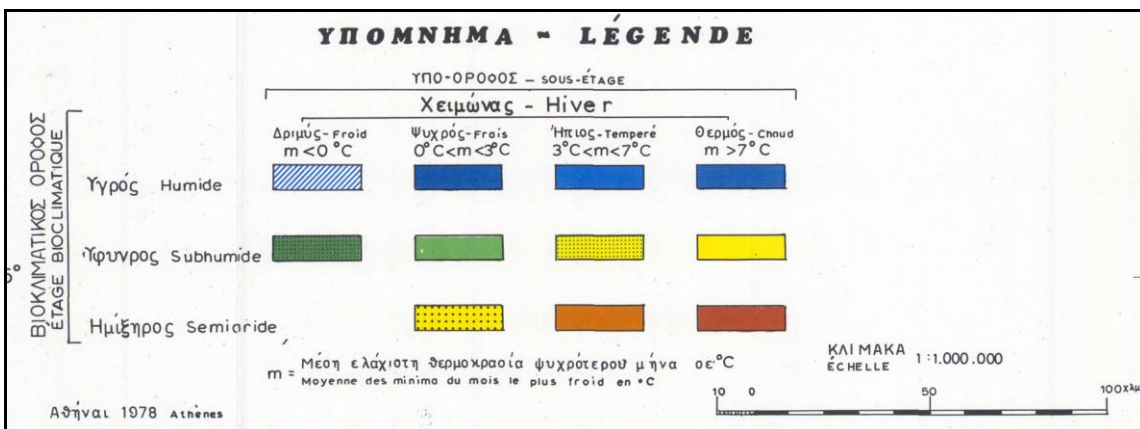 ΥΠΟΜΝΗΜΑ - LÉGENDE
ΥΠΟ-ΟΡΟΦΟΣ - SOUS-ÉTAGE
Χειμώνας - Hiver
Δριμύς-Froid Ψυχρός-Frais Ήπιος-Temperé Θερμός-Chaud
m<0°C 0°C<m<3°C 3°C<m<7°C m>7°C
ΒΙΟΚΛΙΜΑΤΙΚΟΣ ΟΡΟΦΟΣ
ÉTAGE BIOCLIMATIQUE
Υγρός Humide
Ύφυγρος Subhumide
Ημίξηρος Semiaride
m = Μέση ελάχιστη θερμοκρασία ψυχρότερου μήνα σε °C
Moyenne des minima du mois le plus froid en °C
ΚΛΙΜΑΚΑ
ÉCHELLE 1:1.000.000
10 0 50 100χλμ
Αθήναι 1978 Athènes